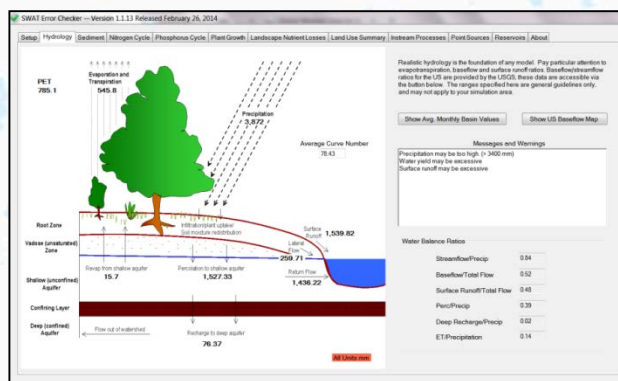 SWAT Error Checker -- Version 1.1.13 Released February 26, 2014
Setup Hydrology Sediment Nitrogen Cycle Phosphorus Cycle Plant Growth Landscape Nutrient Losses Land Use Summary Instream Processes Point Sources Reservoirs About
PET
785.1
Evaporation and
Transpiration
545.8
Precipitation
3,872
Average Curve Number
78.43
Root Zone
Infiltration/plant uptake/
Soil moisture redistribution
Surface
Runoff
1,539.82
Vadose (unsaturated)
Zone
Lateral
Flow
259.71
Shallow (unconfined)
Aquifer
Revap from shallow aquifer
15.7
Percolation to shallow aquifer
1,527.33
Return Flow
1,436.22
Confining Layer
Deep (confined)
Aquifer
Flow out of watershed
Recharge to deep aquifer
76.37
All Units mm
Realistic hydrology is the foundation of any model. Pay particular attention to
evapotranspiration, baseflow and surface runoff ratios. Baseflow/streamflow
ratios for the US are provided by the USGS, these data are accessible via
the button below. The ranges specified here are general guidelines only,
and may not apply to your simulation area.
Show Avg. Monthly Basin Values
Show US Baseflow Map
Messages and Warnings
Precipitation may be too high (> 3400 mm)
Water yield may be excessive
Surface runoff may be excessive
Water Balance Ratios
Streamflow/Precip 0.84
Baseflow/Total Flow 0.52
Surface Runoff/Total Flow 0.48
Perc/Precip 0.39
Deep Recharge/Precip 0.02
ET/Precipitation 0.14